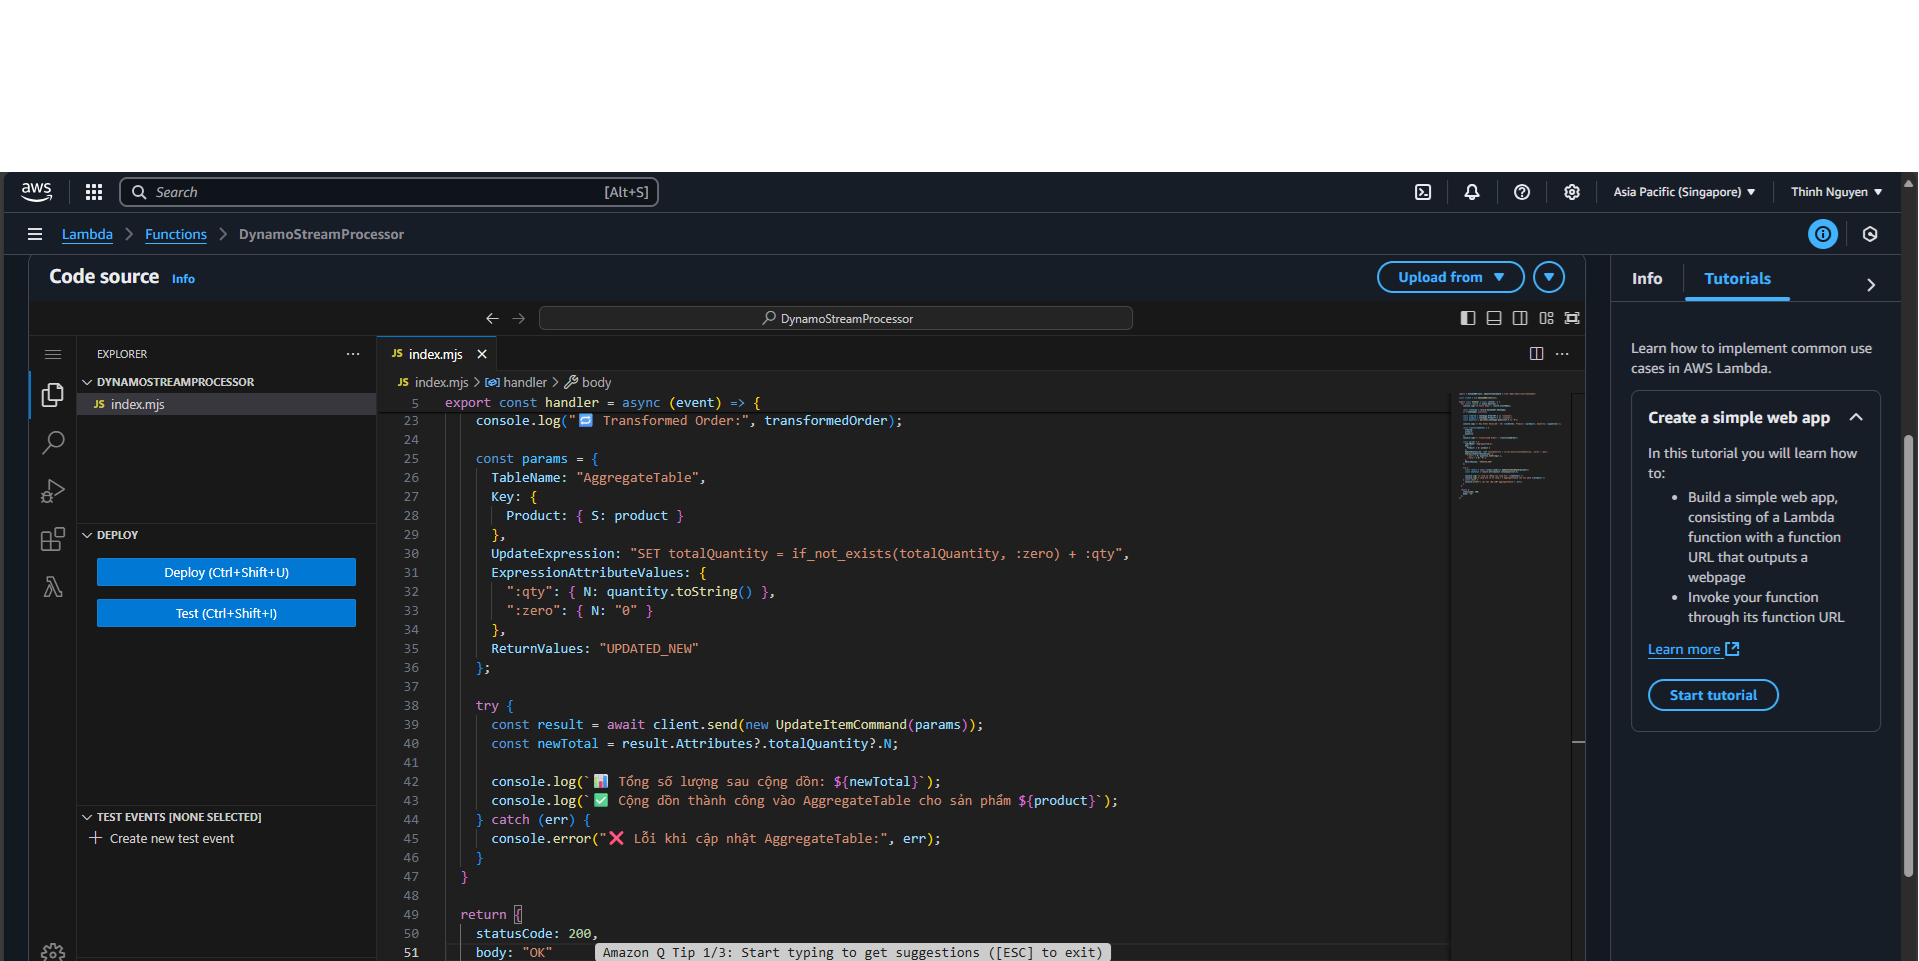 aws
Search [Alt+S]
Asia Pacific (Singapore)
Thinh Nguyen
Lambda
Functions
DynamoStreamProcessor
Code source
Info
Upload from
Info
Tutorials
DynamoStreamProcessor
EXPLORER
DYNAMOSTREAMPROCESSOR
JS index.mjs
DEPLOY
Deploy (Ctrl+Shift+U)
Test (Ctrl+Shift+I)
TEST EVENTS [NONE SELECTED]
Create new test event
JS index.mjs
JS index.mjs > handler > body
5 export const handler = async (event) => {
23 console.log("🔁 Transformed Order:", transformedOrder);
24
25 const params = {
26 TableName: "AggregateTable",
27 Key: {
28 Product: { S: product }
29 },
30 UpdateExpression: "SET totalQuantity = if_not_exists(totalQuantity, :zero) + :qty",
31 ExpressionAttributeValues: {
32 ":qty": { N: quantity.toString() },
33 ":zero": { N: "0" }
34 },
35 ReturnValues: "UPDATED_NEW"
36 };
37
38 try {
39 const result = await client.send(new UpdateItemCommand(params));
40 const newTotal = result.Attributes?.totalQuantity?.N;
41
42 console.log(`📊 Tổng số lượng sau cộng dồn: ${newTotal}`);
43 console.log(`✅ Cộng dồn thành công vào AggregateTable cho sản phẩm ${product}`);
44 } catch (err) {
45 console.error("❌ Lỗi khi cập nhật AggregateTable:", err);
46 }
47 }
48
49 return {
50 statusCode: 200,
51 body: "OK"
Amazon Q Tip 1/3: Start typing to get suggestions ([ESC] to exit)
Learn how to implement common use
cases in AWS Lambda.
Create a simple web app
In this tutorial you will learn how
to:
• Build a simple web app,
consisting of a Lambda
function with a function
URL that outputs a
webpage
• Invoke your function
through its function URL
Learn more
Start tutorial